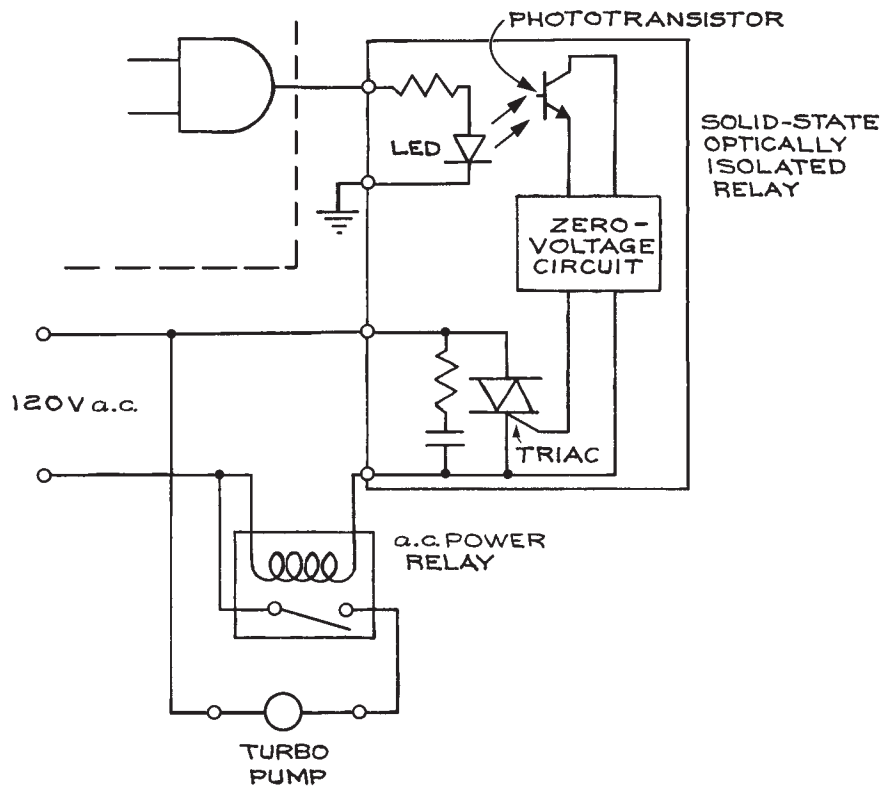 PHOTOTRANSISTOR
LED
SOLID-STATE
OPTICALLY
ISOLATED
RELAY
ZERO-
VOLTAGE
CIRCUIT
120V a.c.
TRIAC
a.c. POWER
RELAY
TURBO
PUMP